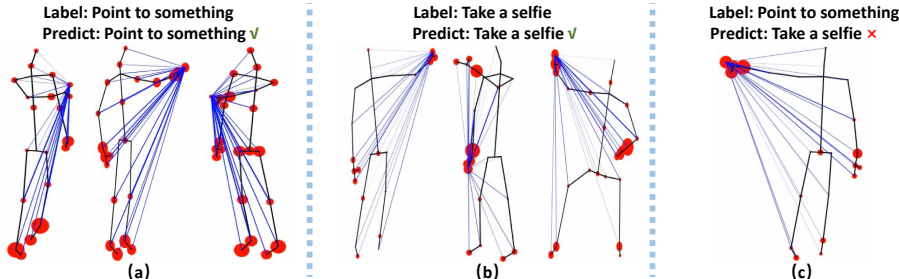 Label: Point to something
Predict: Point to something √
(a)
Label: Take a selfie
Predict: Take a selfie √
(b)
Label: Point to something
Predict: Take a selfie ×
(c)